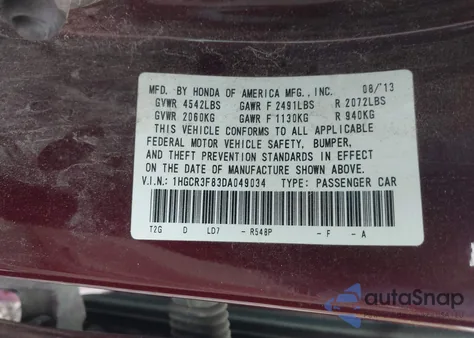 MFD. BY HONDA OF AMERICA MFG., INC. 08/'13
GVWR 4542LBS GAWR F 2491LBS R 2072LBS
GVWR 2060KG GAWR F 1130KG R 940KG
THIS VEHICLE CONFORMS TO ALL APPLICABLE
FEDERAL MOTOR VEHICLE SAFETY, BUMPER,
AND THEFT PREVENTION STANDARDS IN EFFECT
ON THE DATE OF MANUFACTURE SHOWN ABOVE.
V.I.N.: 1HGCR3F83DA049034 TYPE: PASSENGER CAR
T2G D LD7 - R548P - F - A
autoSnap